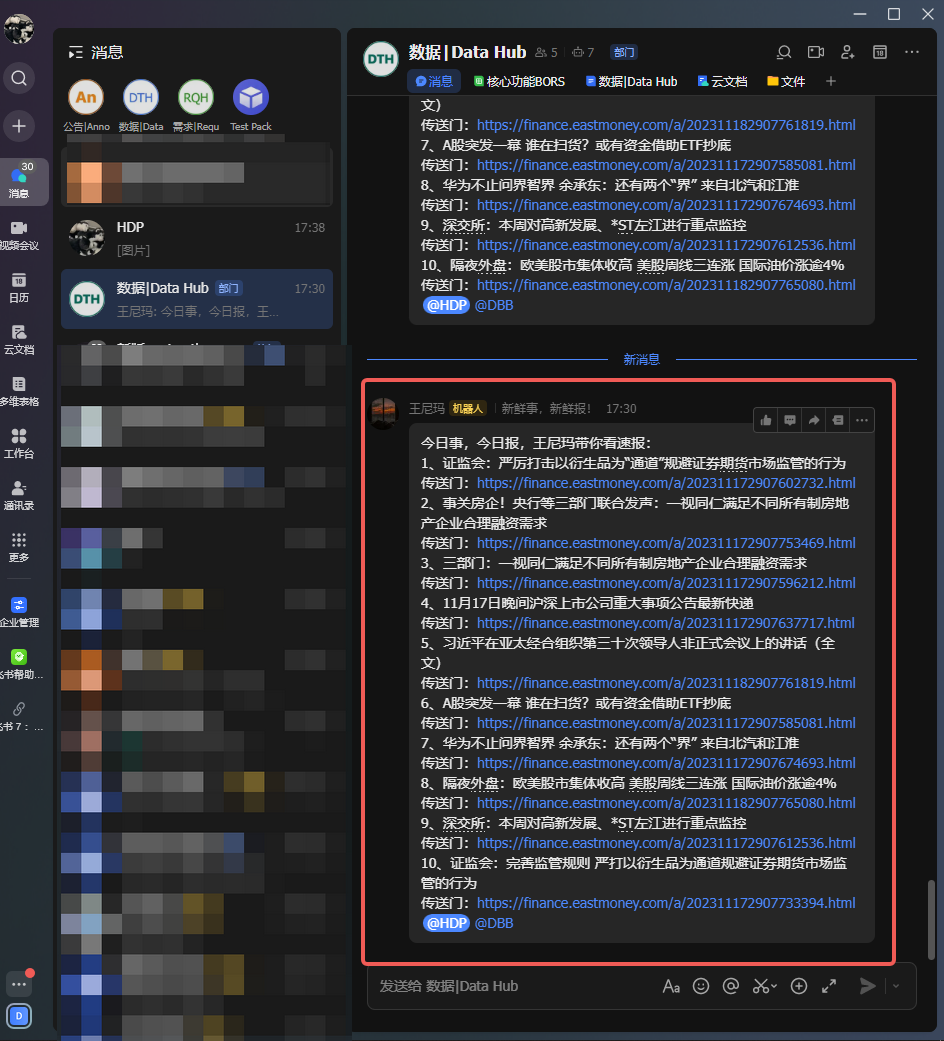 消息
An
DTH
RQH
公告|Anno
数据|Data
需求|Requ
Test Pack
30
消息
视频会议
18
日历
云文档
多维表格
工作台
通讯录
更多
企业管理
飞书帮助...
飞书 7 : ...
D
HDP
17:38
[图片]
DTH
数据|Data Hub
部门
17:30
王尼玛: 今日事，今日报，王...
DTH
数据|Data Hub
5
7
部门
18
消息
核心功能BORS
数据|Data Hub
云文档
文件
文）
传送门：https://finance.eastmoney.com/a/202311182907761819.html
7、A股突发一幕 谁在扫货？或有资金借助ETF抄底
传送门：https://finance.eastmoney.com/a/202311172907585081.html
8、华为不止问界智界 余承东：还有两个“界” 来自北汽和江淮
传送门：https://finance.eastmoney.com/a/202311172907674693.html
9、深交所：本周对高新发展、*ST左江进行重点监控
传送门：https://finance.eastmoney.com/a/202311172907612536.html
10、隔夜外盘：欧美股市集体收高 美股周线三连涨 国际油价涨逾4%
传送门：https://finance.eastmoney.com/a/202311182907765080.html
@HDP @DBB
新消息
王尼玛 机器人 | 新鲜事，新鲜报！ 17:30
今日事，今日报，王尼玛带你看速报：
1、证监会：严厉打击以衍生品为“通道”规避证券期货市场监管的行为
传送门：https://finance.eastmoney.com/a/202311172907602732.html
2、事关房企！央行等三部门联合发声：一视同仁满足不同所有制房地
产企业合理融资需求
传送门：https://finance.eastmoney.com/a/202311172907753469.html
3、三部门：一视同仁满足不同所有制房地产企业合理融资需求
传送门：https://finance.eastmoney.com/a/202311172907596212.html
4、11月17日晚间沪深上市公司重大事项公告最新快递
传送门：https://finance.eastmoney.com/a/202311172907637717.html
5、习近平在亚太经合组织第三十次领导人非正式会议上的讲话（全
文）
传送门：https://finance.eastmoney.com/a/202311182907761819.html
6、A股突发一幕 谁在扫货？或有资金借助ETF抄底
传送门：https://finance.eastmoney.com/a/202311172907585081.html
7、华为不止问界智界 余承东：还有两个“界” 来自北汽和江淮
传送门：https://finance.eastmoney.com/a/202311172907674693.html
8、隔夜外盘：欧美股市集体收高 美股周线三连涨 国际油价涨逾4%
传送门：https://finance.eastmoney.com/a/202311182907765080.html
9、深交所：本周对高新发展、*ST左江进行重点监控
传送门：https://finance.eastmoney.com/a/202311172907612536.html
10、证监会：完善监管规则 严打以衍生品为通道规避证券期货市场监
管的行为
传送门：https://finance.eastmoney.com/a/202311172907733394.html
@HDP @DBB
发送给 数据|Data Hub
Aa